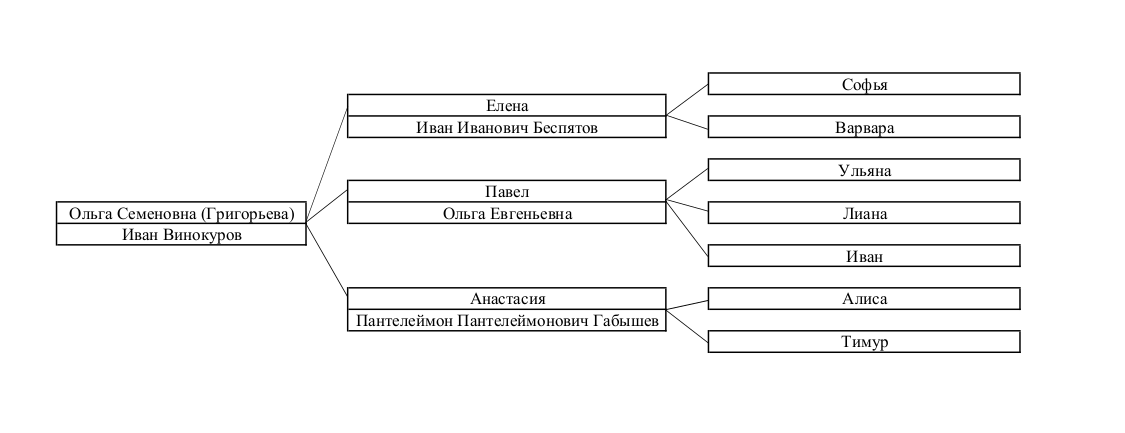 Ольга Семеновна (Григорьева)
Иван Винокуров
Елена
Иван Иванович Беспятов
Павел
Ольга Евгеньевна
Анастасия
Пантелеймон Пантелеймонович Габышев
Софья
Варвара
Ульяна
Лиана
Иван
Алиса
Тимур